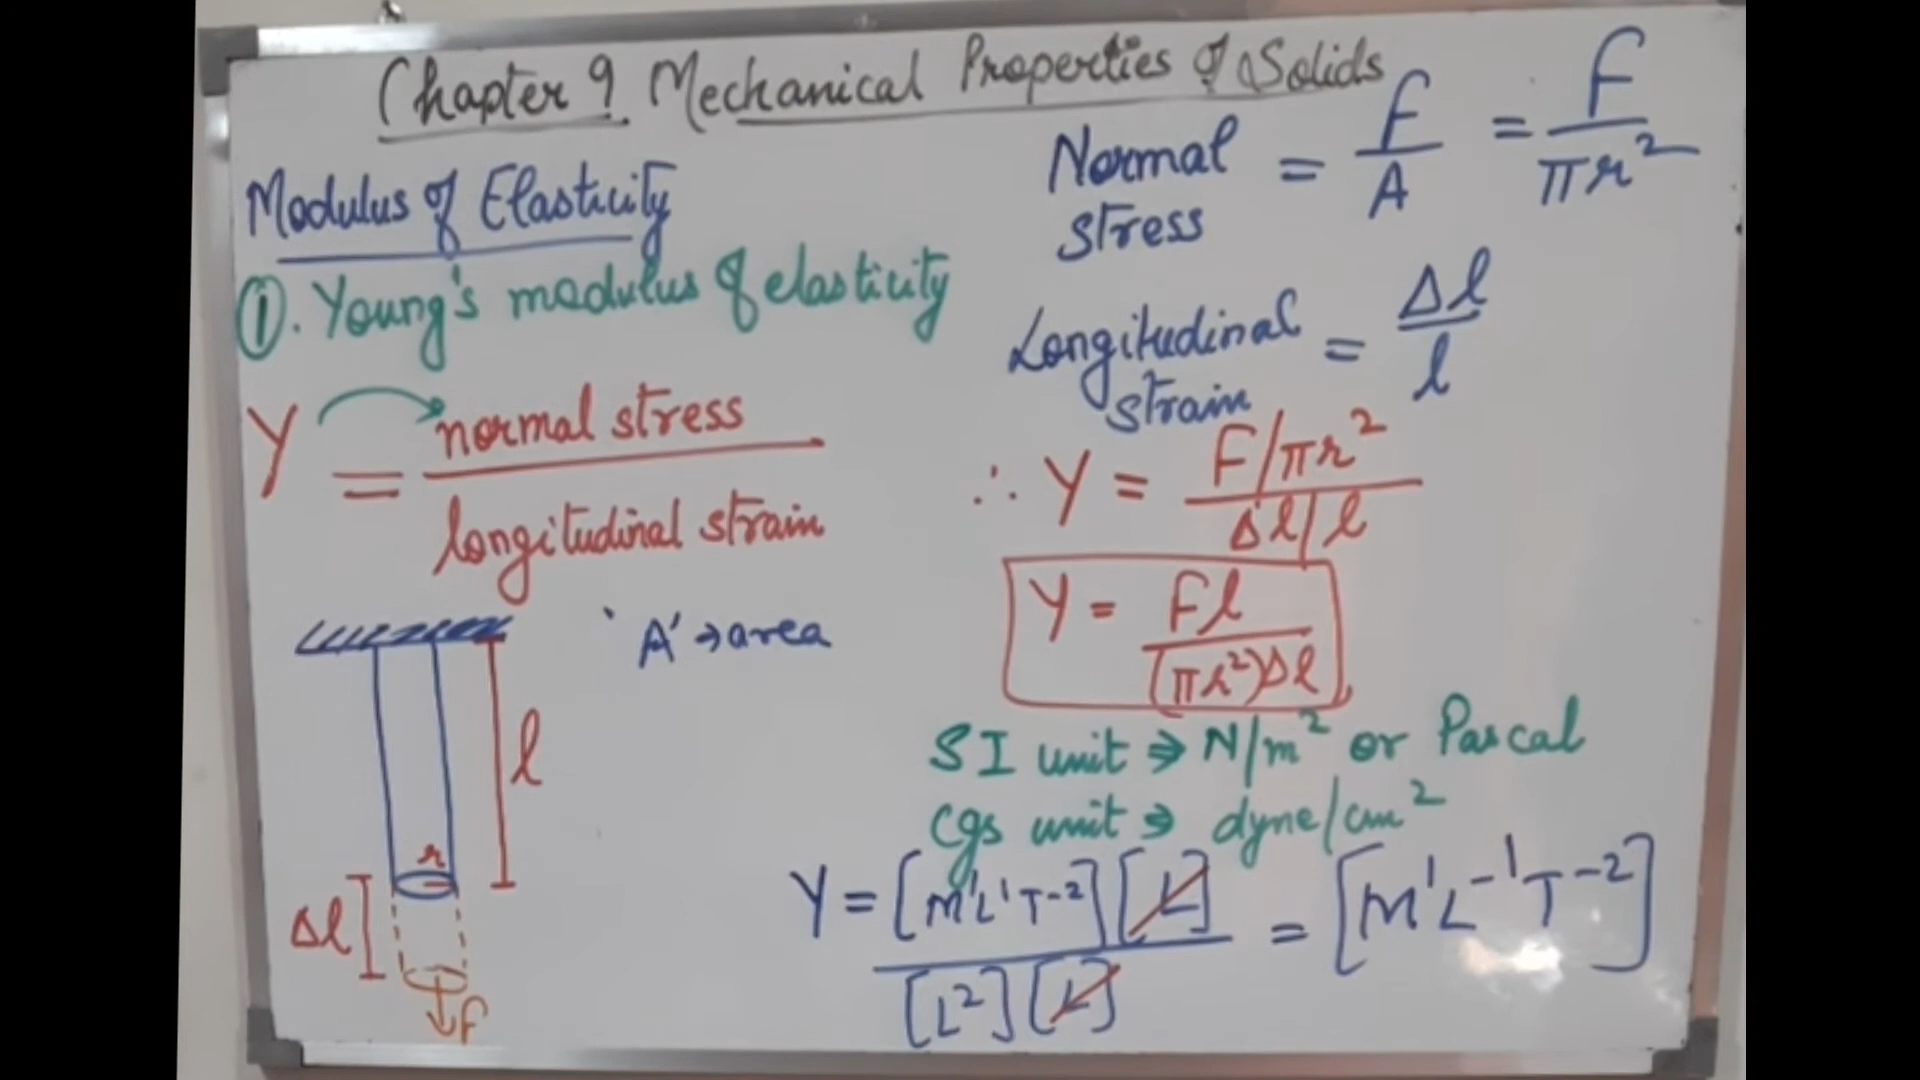 Chapter 9 Mechanical Properties of Solids
Modulus of Elasticity
①. Young's modulus of elasticity
Y = normal stress / longitudinal strain
'A' → area
l
r
Δl
F
Normal stress = F/A = F/πr²
Longitudinal strain = Δl/l
∴ Y = (F/πr²)/(Δl/l)
Y = Fl/(πr²)Δl
SI unit ⇒ N/m² or Pascal
Cgs unit ⇒ dyne/cm²
Y = [M¹L¹T⁻²][L]/[L²][L] = [M¹L⁻¹T⁻²]